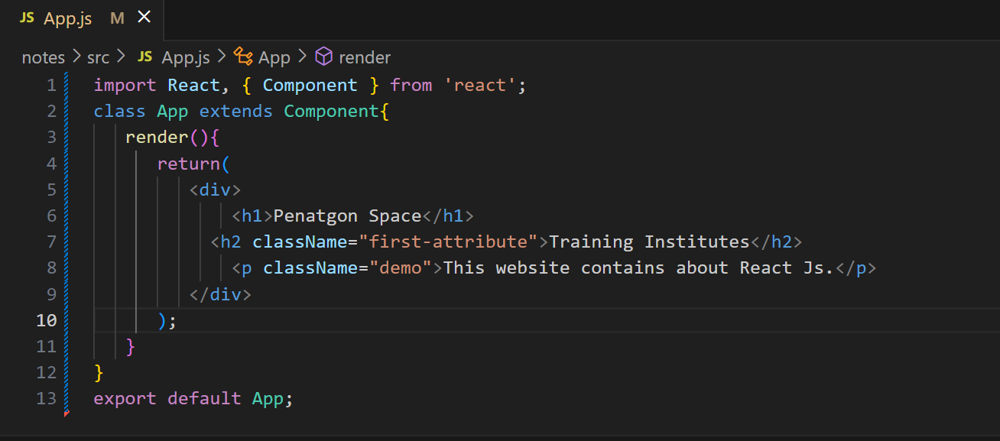 JS App.js M ×
notes > src > JS App.js > App > render
1 import React, { Component } from 'react';
2 class App extends Component{
3 render(){
4 return(
5 <div>
6 <h1>Penatgon Space</h1>
7 <h2 className="first-attribute">Training Institutes</h2>
8 <p className="demo">This website contains about React Js.</p>
9 </div>
10 );
11 }
12 }
13 export default App;